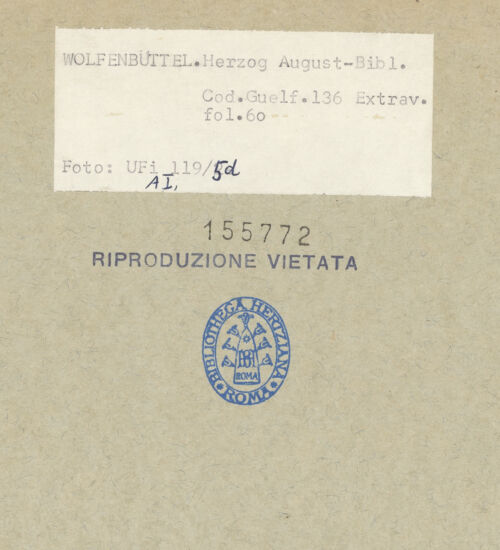 WOLFENBÜTTEL.Herzog August-Bibl.
Cod.Guelf.136 Extrav.
fol.60
Foto: UFi 119/5d
AI,
155772
RIPRODUZIONE VIETATA
BIBLIOTHECA HERTZIANA
BH
ROMA
ROMA